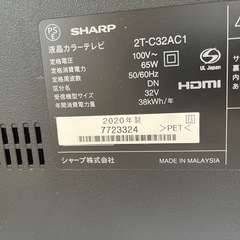 PS
E
SHARP
液晶カラーテレビ 2T-C32AC1
定格電圧 100V~
定格消費電力 65W
定格周波数 50/60Hz
区分名 DN
受信機型サイズ 32V
年間消費電力量 38kWh/年
UL Japan
HDMI
2020年製 B
7723324 >PET<
シャープ株式会社 MADE IN MALAYSIA